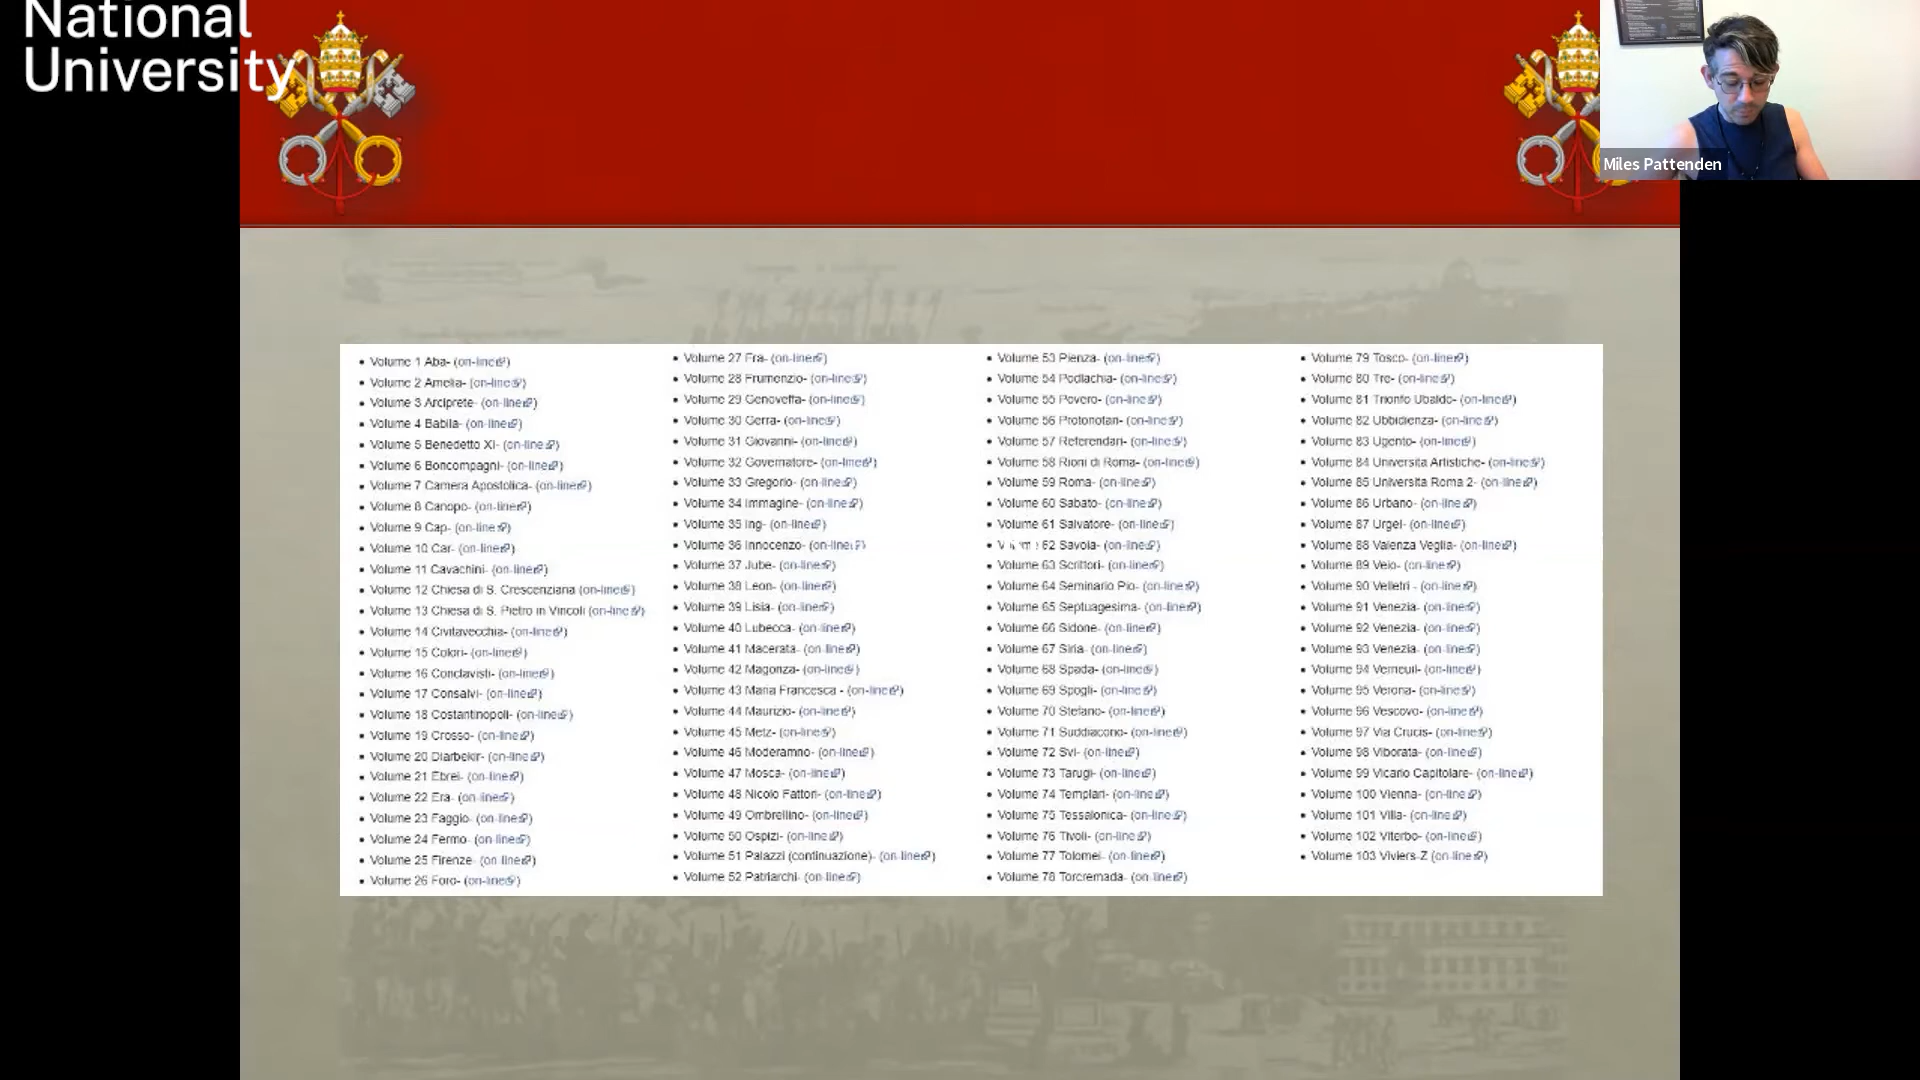 National
University
Miles Pattenden
• Volume 1 Aba- (on-line)
• Volume 2 Amelia- (on-line)
• Volume 3 Arciprete- (on-line)
• Volume 4 Babila- (on-line)
• Volume 5 Benedetto XI- (on-line)
• Volume 6 Boncompagni- (on-line)
• Volume 7 Camera Apostolica- (on-line)
• Volume 8 Canopo- (on-line)
• Volume 9 Cap- (on-line)
• Volume 10 Car- (on-line)
• Volume 11 Cavachini- (on-line)
• Volume 12 Chiesa di S. Crescenziana (on-line)
• Volume 13 Chiesa di S. Pietro in Vincoli (on-line)
• Volume 14 Civitavecchia- (on-line)
• Volume 15 Colori- (on-line)
• Volume 16 Conclavisti- (on-line)
• Volume 17 Consalvi- (on-line)
• Volume 18 Costantinopoli- (on-line)
• Volume 19 Crosso- (on-line)
• Volume 20 Diarbekir- (on-line)
• Volume 21 Ebrei- (on-line)
• Volume 22 Era- (on-line)
• Volume 23 Faggio- (on-line)
• Volume 24 Fermo- (on-line)
• Volume 25 Firenze- (on-line)
• Volume 26 Foro- (on-line)
• Volume 27 Fra- (on-line)
• Volume 28 Frumenzio- (on-line)
• Volume 29 Genoveffa- (on-line)
• Volume 30 Gerra- (on-line)
• Volume 31 Giovanni- (on-line)
• Volume 32 Governatore- (on-line)
• Volume 33 Gregorio- (on-line)
• Volume 34 Immagine- (on-line)
• Volume 35 Ing- (on-line)
• Volume 36 Innocenzo- (on-line)
• Volume 37 Jube- (on-line)
• Volume 38 Leon- (on-line)
• Volume 39 Lisia- (on-line)
• Volume 40 Lubecca- (on-line)
• Volume 41 Macerata- (on-line)
• Volume 42 Magonza- (on-line)
• Volume 43 Maria Francesca - (on-line)
• Volume 44 Maurizio- (on-line)
• Volume 45 Metz- (on-line)
• Volume 46 Moderamno- (on-line)
• Volume 47 Mosca- (on-line)
• Volume 48 Nicolo Fattori- (on-line)
• Volume 49 Ombrellino- (on-line)
• Volume 50 Ospizi- (on-line)
• Volume 51 Palazzi (continuazione)- (on-line)
• Volume 52 Patriarchi- (on-line)
• Volume 53 Pienza- (on-line)
• Volume 54 Podlachia- (on-line)
• Volume 55 Povero- (on-line)
• Volume 56 Protonotari- (on-line)
• Volume 57 Referendari- (on-line)
• Volume 58 Rioni di Roma- (on-line)
• Volume 59 Roma- (on-line)
• Volume 60 Sabato- (on-line)
• Volume 61 Salvatore- (on-line)
• 62 Savoia- (on-line)
• Volume 63 Scrittori- (on-line)
• Volume 64 Seminario Pio- (on-line)
• Volume 65 Septuagesima- (on-line)
• Volume 66 Sidone- (on-line)
• Volume 67 Siria- (on-line)
• Volume 68 Spada- (on-line)
• Volume 69 Spogli- (on-line)
• Volume 70 Stefano- (on-line)
• Volume 71 Suddiacono- (on-line)
• Volume 72 Svi- (on-line)
• Volume 73 Tarugi- (on-line)
• Volume 74 Templari- (on-line)
• Volume 75 Tessalonica- (on-line)
• Volume 76 Tivoli- (on-line)
• Volume 77 Tolomei- (on-line)
• Volume 78 Torcremada- (on-line)
• Volume 79 Tosco- (on-line)
• Volume 80 Tre- (on-line)
• Volume 81 Trionfo Ubaldo- (on-line)
• Volume 82 Ubbidienza- (on-line)
• Volume 83 Ugento- (on-line)
• Volume 84 Universita Artistiche- (on-line)
• Volume 85 Universita Roma 2- (on-line)
• Volume 86 Urbano- (on-line)
• Volume 87 Urgel- (on-line)
• Volume 88 Valenza Veglia- (on-line)
• Volume 89 Veio- (on-line)
• Volume 90 Velletri - (on-line)
• Volume 91 Venezia- (on-line)
• Volume 92 Venezia- (on-line)
• Volume 93 Venezia- (on-line)
• Volume 94 Verneuil- (on-line)
• Volume 95 Verona- (on-line)
• Volume 96 Vescovo- (on-line)
• Volume 97 Via Crucis- (on-line)
• Volume 98 Viborata- (on-line)
• Volume 99 Vicario Capitolare- (on-line)
• Volume 100 Vienna- (on-line)
• Volume 101 Villa- (on-line)
• Volume 102 Viterbo- (on-line)
• Volume 103 Viviers-Z (on-line)